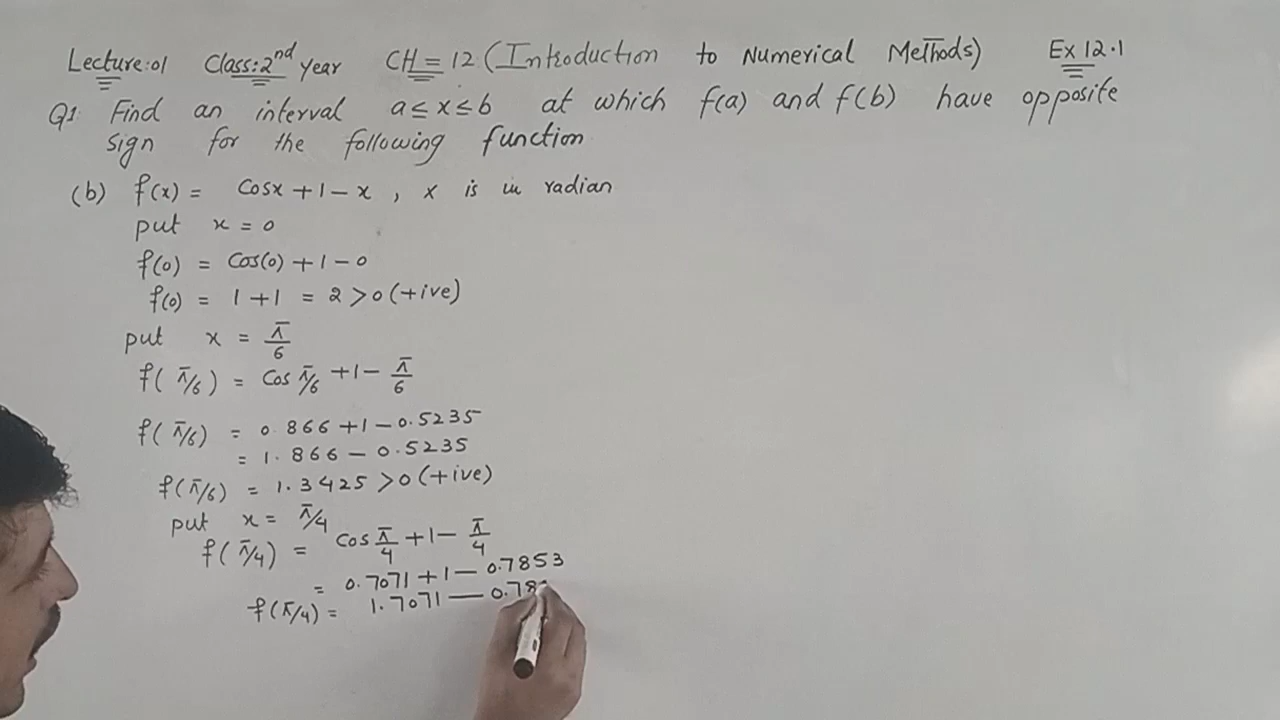 Lecture:01 Class:2nd year CH = 12 (Introduction to Numerical Methods) Ex 12.1
Q1 Find an interval a≤x≤b at which f(a) and f(b) have opposite
sign for the following function
(b) f(x) = Cosx + 1 - x , x is in radian
put x = 0
f(0) = Cos(0) + 1 - 0
f(0) = 1 + 1 = 2 > 0 (+ive)
put x = π/6
f(π/6) = Cos π/6 + 1 - π/6
f(π/6) = 0.866 + 1 - 0.5235
= 1.866 - 0.5235
f(π/6) = 1.3425 > 0 (+ive)
put x = π/4
f(π/4) = Cos π/4 + 1 - π/4
= 0.7071 + 1 - 0.7853
f(π/4) = 1.7071 - 0.78